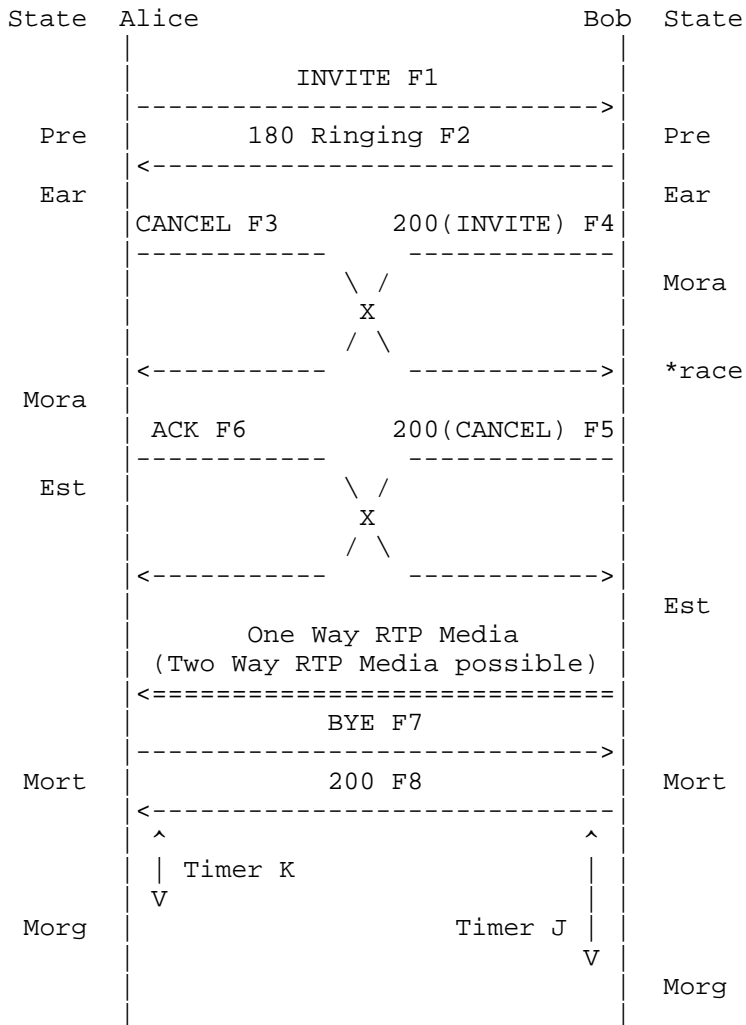 State Alice Bob State
INVITE F1
Pre 180 Ringing F2 Pre
Ear Ear
CANCEL F3 200(INVITE) F4
Mora
X
*race
Mora
ACK F6 200(CANCEL) F5
Est
X
Est
One Way RTP Media
(Two Way RTP Media possible)
BYE F7
Mort 200 F8 Mort
Timer K
V
Morg Timer J
V
Morg